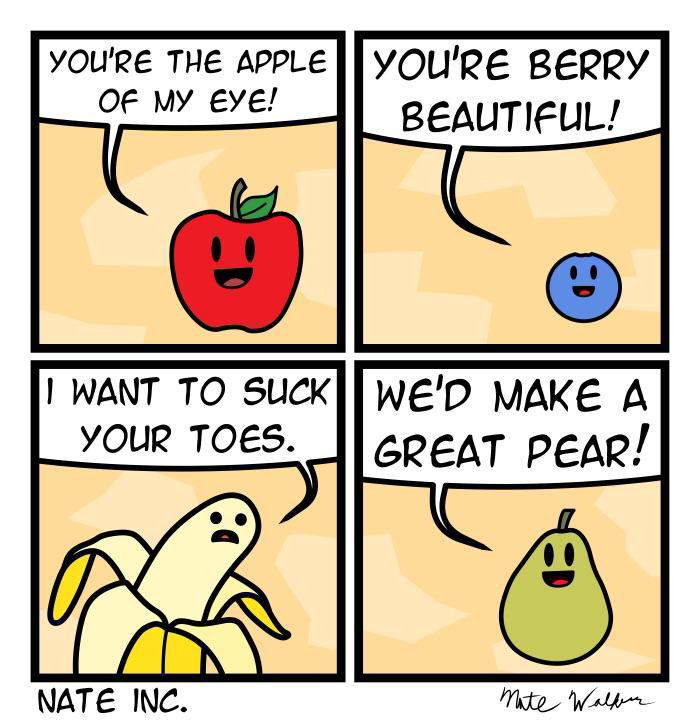 YOU'RE THE APPLE
OF MY EYE!
YOU'RE BERRY
BEAUTIFUL!
I WANT TO SUCK
YOUR TOES.
WE'D MAKE A
GREAT PEAR!
NATE INC.
Nate